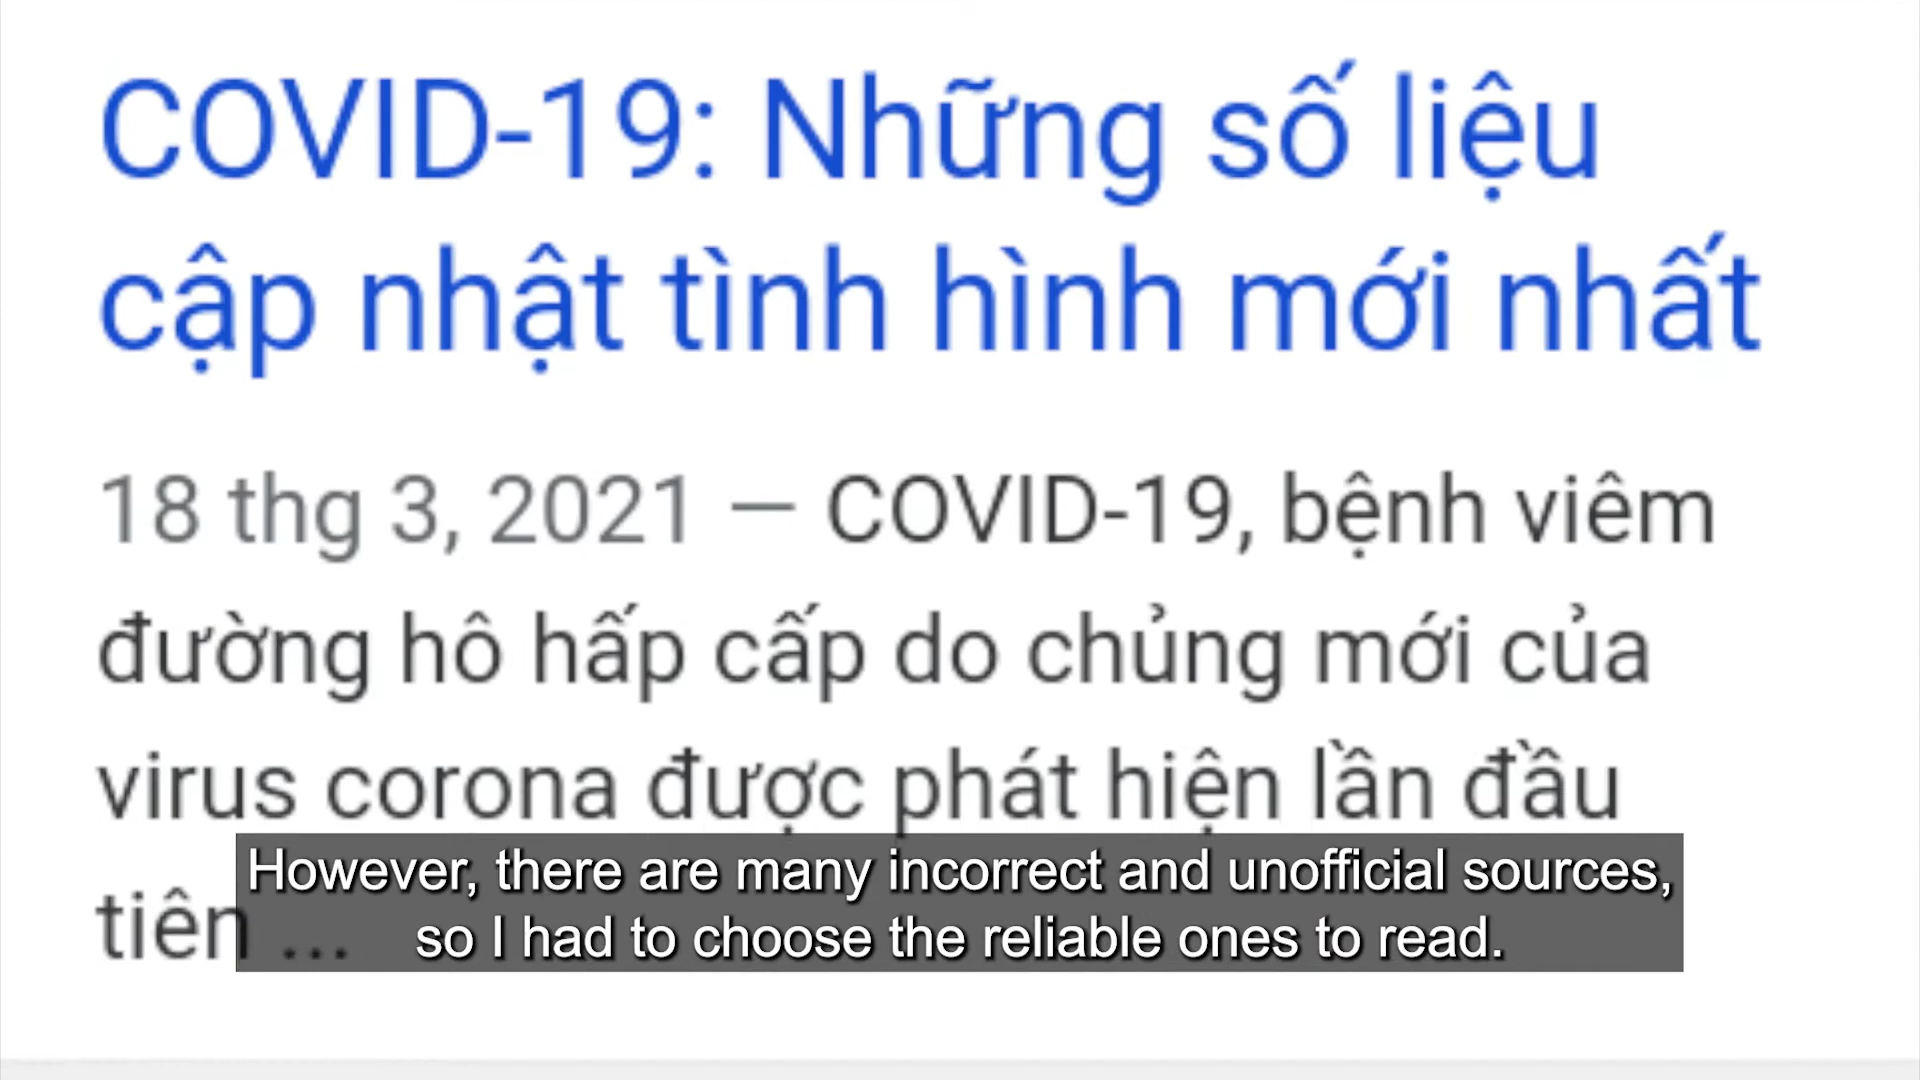 COVID-19: Những số liệu
cập nhật tình hình mới nhất
18 thg 3, 2021 — COVID-19, bệnh viêm
đường hô hấp cấp do chủng mới của
virus corona được phát hiện lần đầu
tiên ...
However, there are many incorrect and unofficial sources,
so I had to choose the reliable ones to read.